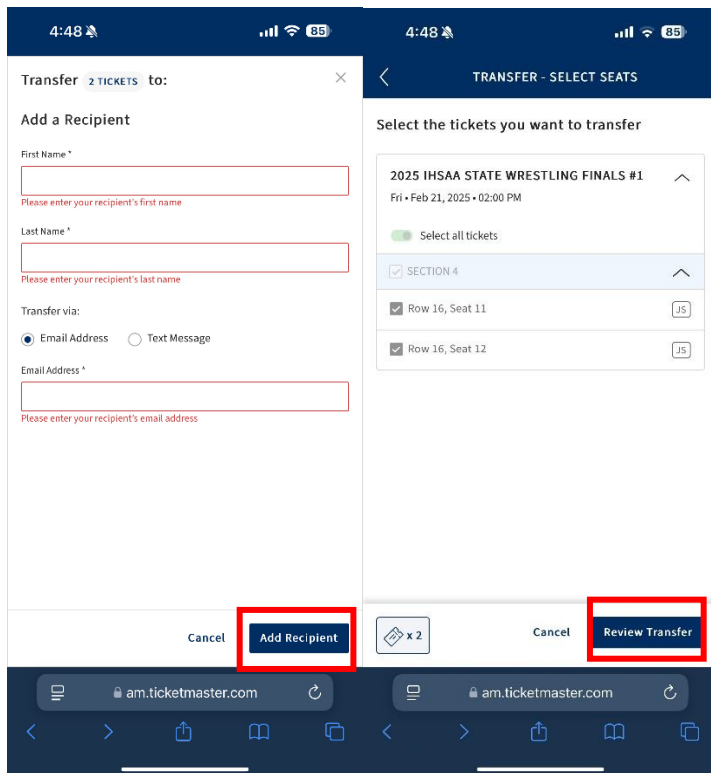 4:48
85
Transfer 2 TICKETS to:
Add a Recipient
First Name *
Please enter your recipient's first name
Last Name *
Please enter your recipient's last name
Transfer via:
Email Address Text Message
Email Address *
Please enter your recipient's email address
Cancel Add Recipient
am.ticketmaster.com
4:48
85
TRANSFER - SELECT SEATS
Select the tickets you want to transfer
2025 IHSAA STATE WRESTLING FINALS #1
Fri • Feb 21, 2025 • 02:00 PM
Select all tickets
SECTION 4
Row 16, Seat 11 JS
Row 16, Seat 12 JS
x 2 Cancel Review Transfer
am.ticketmaster.com